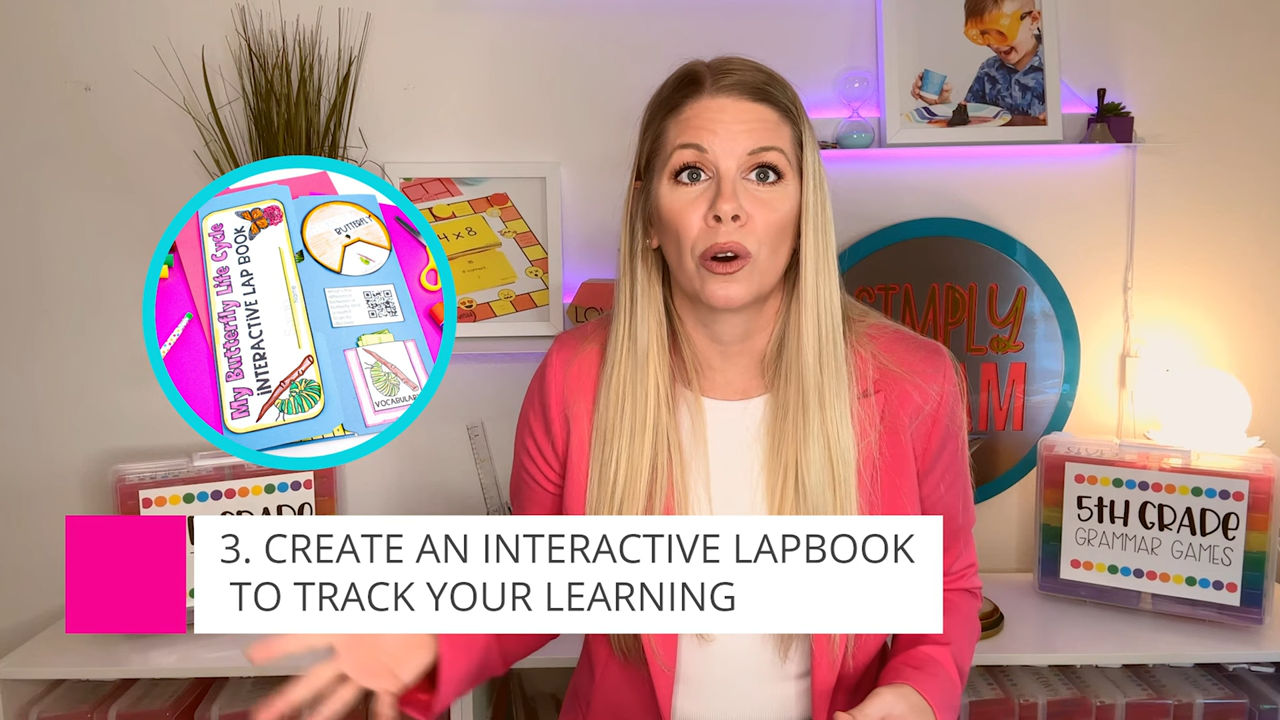 My Butterfly Life Cycle
INTERACTIVE LAP BOOK
Name
BUTTERFLY
VOCABULARY
4 x 8
SIMPLY
AM
5TH GRADE
GRAMMAR GAMES
3. CREATE AN INTERACTIVE LAPBOOK
TO TRACK YOUR LEARNING